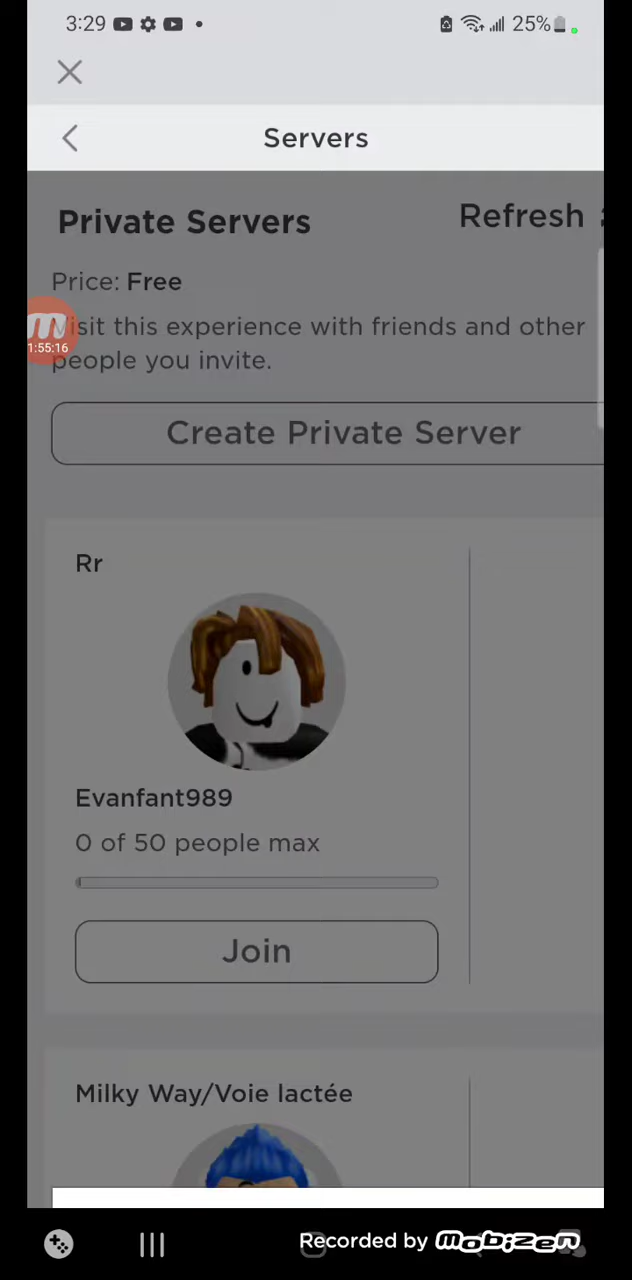 3:29
25%
Servers
Private Servers
Refresh
Price: Free
Visit this experience with friends and other
people you invite.
1:55:16
Create Private Server
Rr
Evanfant989
0 of 50 people max
Join
Milky Way/Voie lactée
Recorded by mobizen